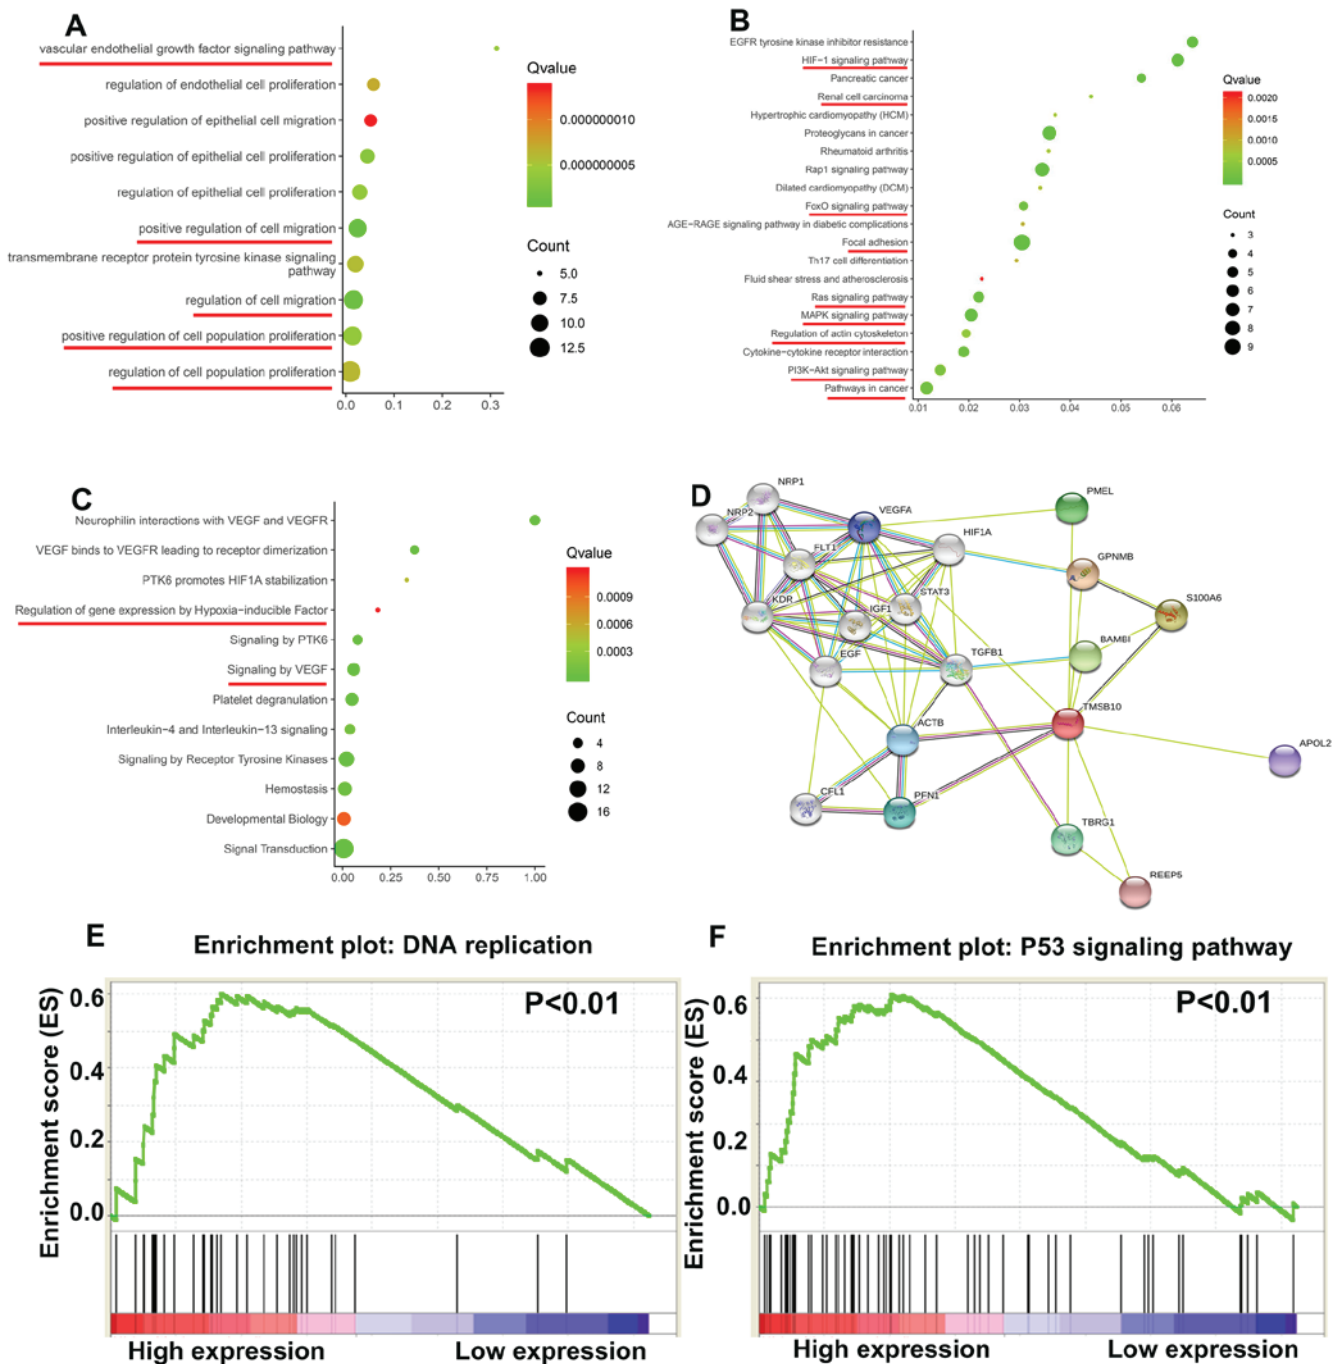 A
vascular endothelial growth factor signaling pathway
regulation of endothelial cell proliferation
positive regulation of epithelial cell migration
positive regulation of epithelial cell proliferation
regulation of epithelial cell proliferation
positive regulation of cell migration
transmembrane receptor protein tyrosine kinase signaling
pathway
regulation of cell migration
positive regulation of cell population proliferation
regulation of cell population proliferation
0.0 0.1 0.2 0.3
Qvalue
0.000000010
0.000000005
Count
5.0
7.5
10.0
12.5
B
EGFR tyrosine kinase inhibitor resistance
HIF−1 signaling pathway
Pancreatic cancer
Renal cell carcinoma
Hypertrophic cardiomyopathy (HCM)
Proteoglycans in cancer
Rheumatoid arthritis
Rap1 signaling pathway
Dilated cardiomyopathy (DCM)
FoxO signaling pathway
AGE−RAGE signaling pathway in diabetic complications
Focal adhesion
Th17 cell differentiation
Fluid shear stress and atherosclerosis
Ras signaling pathway
MAPK signaling pathway
Regulation of actin cytoskeleton
Cytokine−cytokine receptor interaction
PI3K−Akt signaling pathway
Pathways in cancer
0.01 0.02 0.03 0.04 0.05 0.06
Qvalue
0.0020
0.0015
0.0010
0.0005
Count
3
4
5
6
7
8
9
C
Neurophilin interactions with VEGF and VEGFR
VEGF binds to VEGFR leading to receptor dimerization
PTK6 promotes HIF1A stabilization
Regulation of gene expression by Hypoxia−inducible Factor
Signaling by PTK6
Signaling by VEGF
Platelet degranulation
Interleukin−4 and Interleukin−13 signaling
Signaling by Receptor Tyrosine Kinases
Hemostasis
Developmental Biology
Signal Transduction
0.00 0.25 0.50 0.75 1.00
Qvalue
0.0009
0.0006
0.0003
Count
4
8
12
16
D
NRP1
PMEL
NRP2
VEGFA
HIF1A
FLT1
GPNMB
KDR
IGF1
STAT3
S100A6
EGF
TGFB1
BAMBI
ACTB
TMSB10
APOL2
CFL1
PFN1
TBRG1
REEP5
E
Enrichment plot: DNA replication
P<0.01
Enrichment score (ES)
0.6
0.4
0.2
0.0
High expression Low expression
F
Enrichment plot: P53 signaling pathway
P<0.01
Enrichment score (ES)
0.6
0.4
0.2
0.0
High expression Low expression